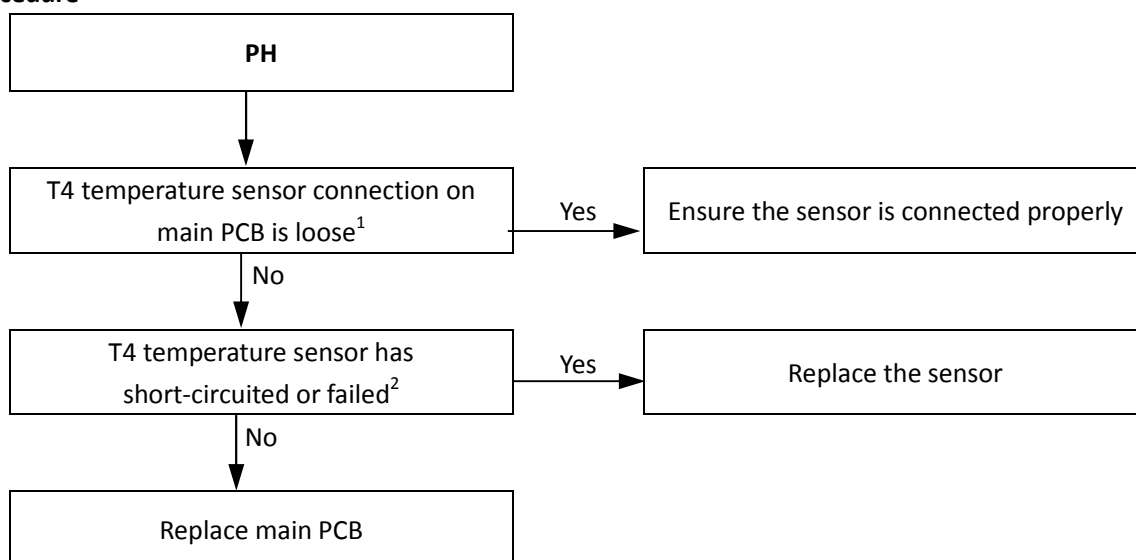 PH
T4 temperature sensor connection on
main PCB is loose1
Yes
Ensure the sensor is connected properly
No
T4 temperature sensor has
short-circuited or failed2
Yes
Replace the sensor
No
Replace main PCB